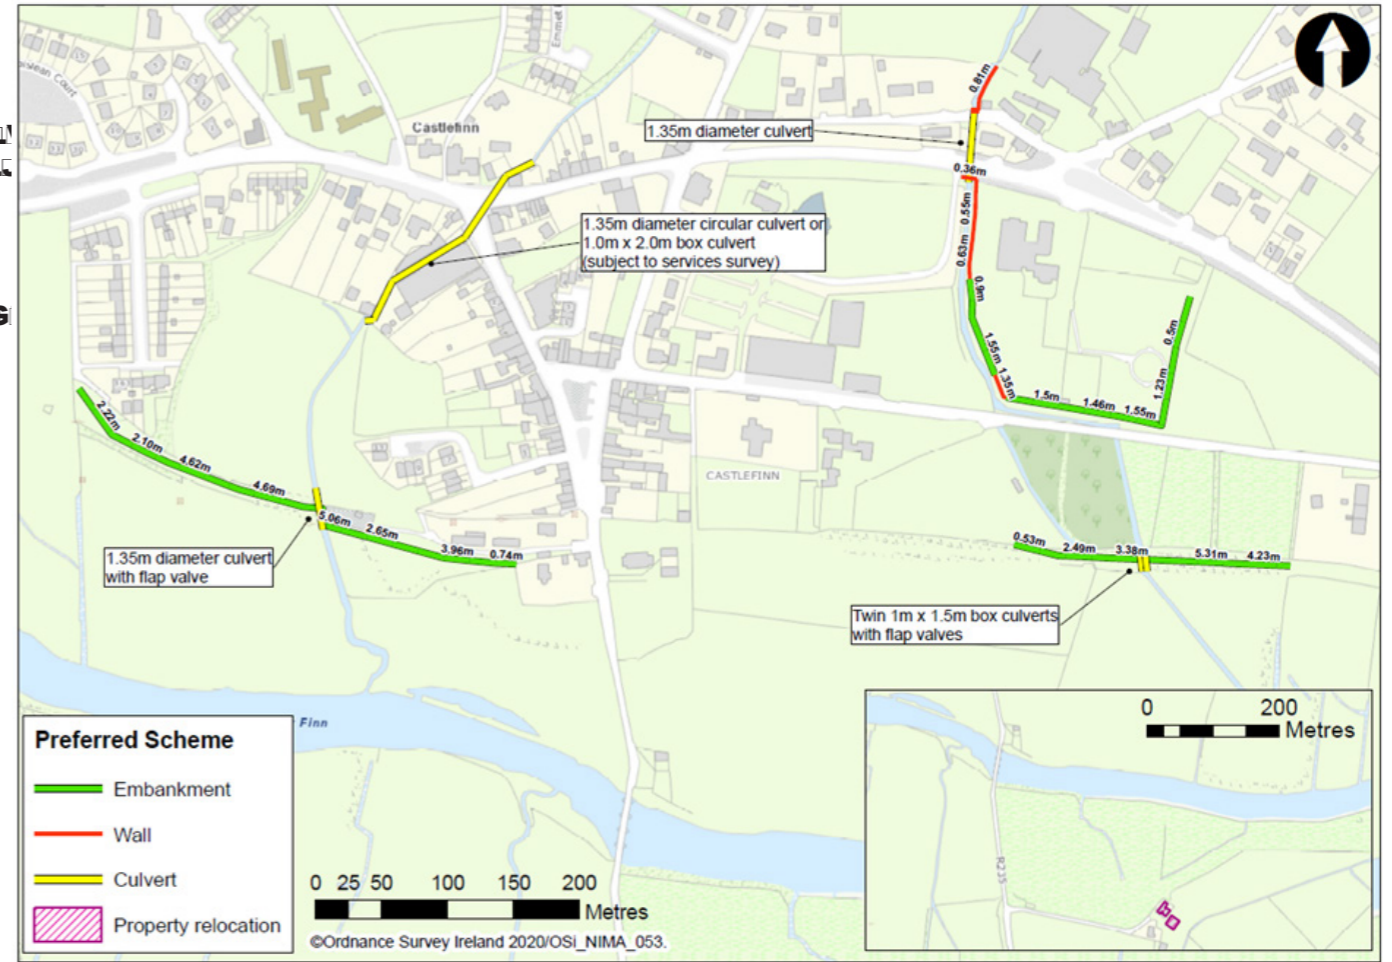 Castlefinn
0.81m
1.35m diameter culvert
0.36m
0.55m
0.63m
0.9m
1.55m
1.35m
1.5m
1.46m
1.55m
1.23m
0.5m
1.35m diameter circular culvert or
1.0m x 2.0m box culvert
(subject to services survey)
CASTLEFINN
2.22m
2.10m
4.62m
4.69m
5.06m
2.65m
3.96m
0.74m
1.35m diameter culvert
with flap valve
0.53m
2.49m
3.38m
5.31m
4.23m
Twin 1m x 1.5m box culverts
with flap valves
Finn
Preferred Scheme
Embankment
Wall
Culvert
Property relocation
0 25 50 100 150 200
Metres
©Ordnance Survey Ireland 2020/OSi_NIMA_053.
0 200
Metres
R235